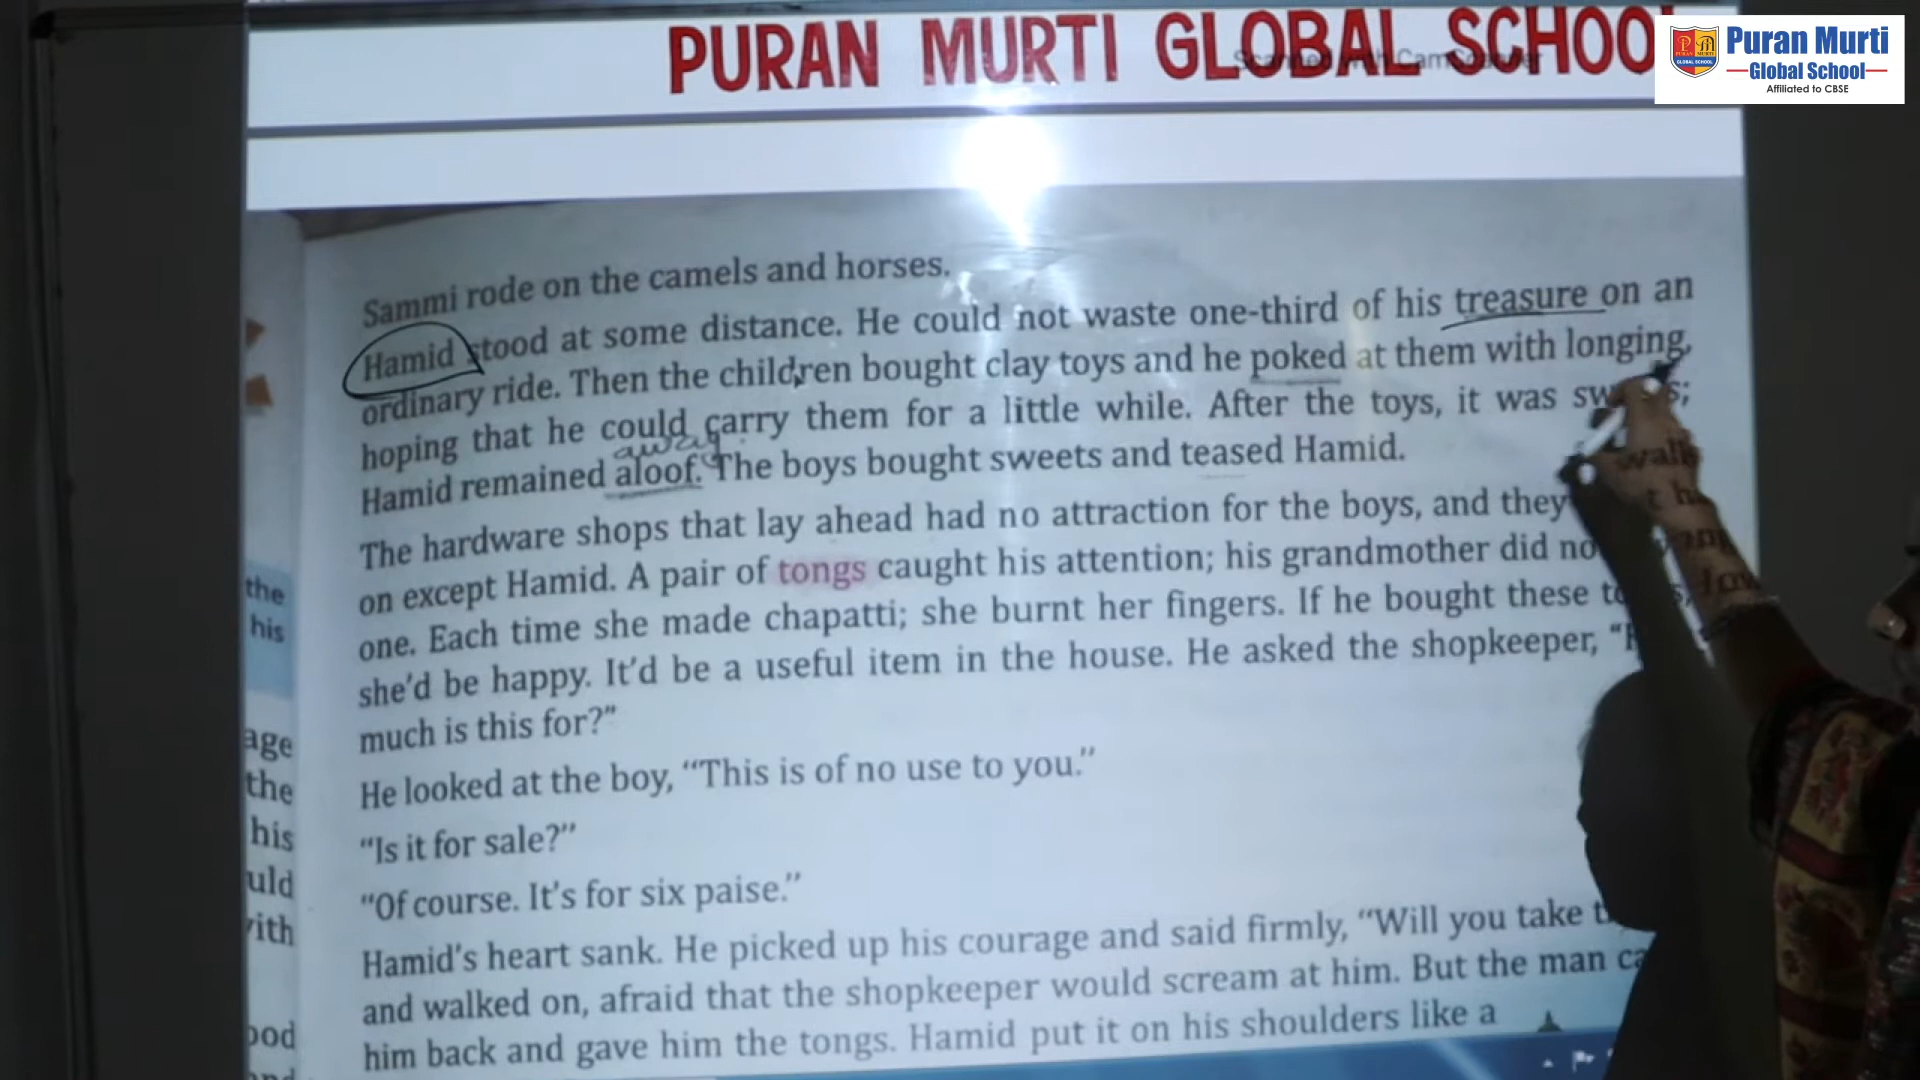 PURAN MURTI GLOBAL SCHOO
Puran Murti
Global School
Affiliated to CBSE
Sammi rode on the camels and horses.
Hamid stood at some distance. He could not waste one-third of his treasure on an
ordinary ride. Then the children bought clay toys and he poked at them with longing,
hoping that he could carry them for a little while. After the toys, it was
away
Hamid remained aloof. The boys bought sweets and teased Hamid.
The hardware shops that lay ahead had no attraction for the boys, and they
on except Hamid. A pair of tongs caught his attention; his grandmother did
one. Each time she made chapatti; she burnt her fingers. If he bought these
she'd be happy. It'd be a useful item in the house. He asked the shopkeeper,
much is this for?"
He looked at the boy, "This is of no use to you."
"Is it for sale?"
"Of course. It's for six paise."
Hamid's heart sank. He picked up his courage and said firmly, "Will you take
and walked on, afraid that the shopkeeper would scream at him. But the man
him back and gave him the tongs. Hamid put it on his shoulders like a
the
his
age
the
his
uld
ith
ood